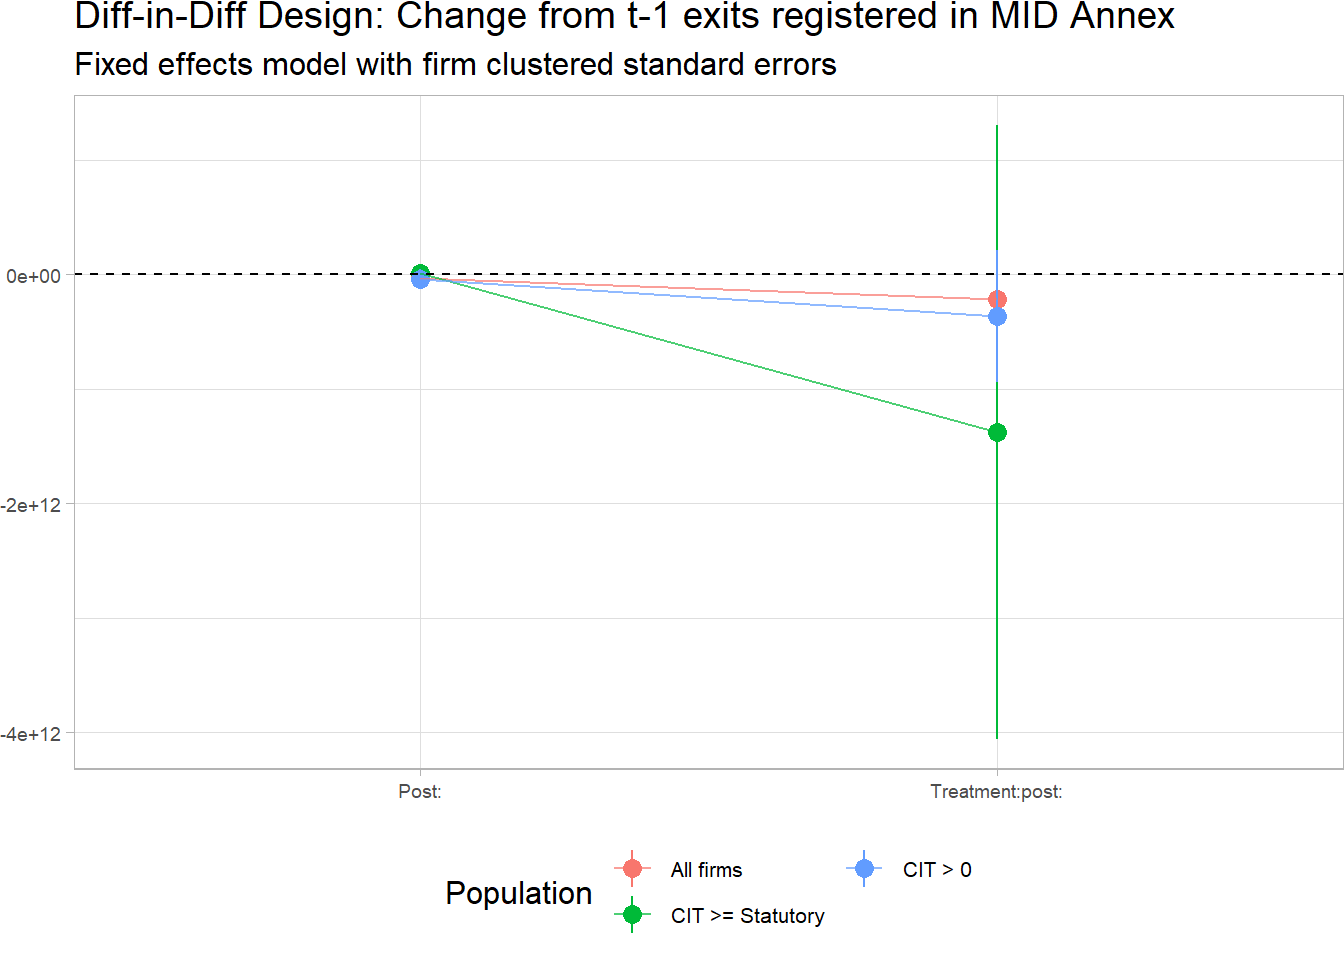 Diff-in-Diff Design: Change from t-1 exits registered in MID Annex
Fixed effects model with firm clustered standard errors
0e+00
-2e+12
-4e+12
Post:
Treatment:post:
Population
All firms
CIT > 0
CIT >= Statutory